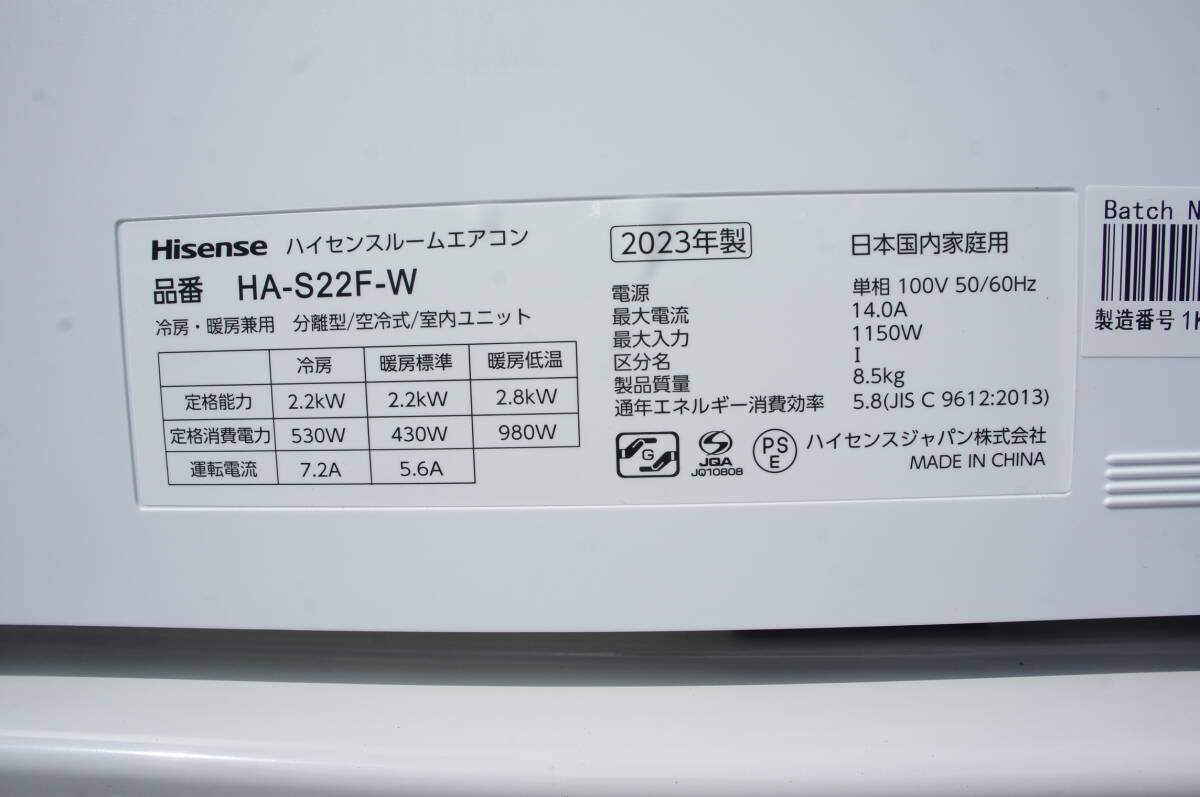 Hisense ハイセンスルームエアコン
品番 HA-S22F-W
冷房・暖房兼用 分離型/空冷式/室内ユニット
冷房 暖房標準 暖房低温
定格能力 2.2kW 2.2kW 2.8kW
定格消費電力 530W 430W 980W
運転電流 7.2A 5.6A
2023年製 日本国内家庭用
電源 単相 100V 50/60Hz
最大電流 14.0A
最大入力 1150W
区分名 I
製品質量 8.5kg
通年エネルギー消費効率 5.8(JIS C 9612:2013)
G
JQA
JQ10808
PS
E
ハイセンスジャパン株式会社
MADE IN CHINA
Batch N
製造番号 1K